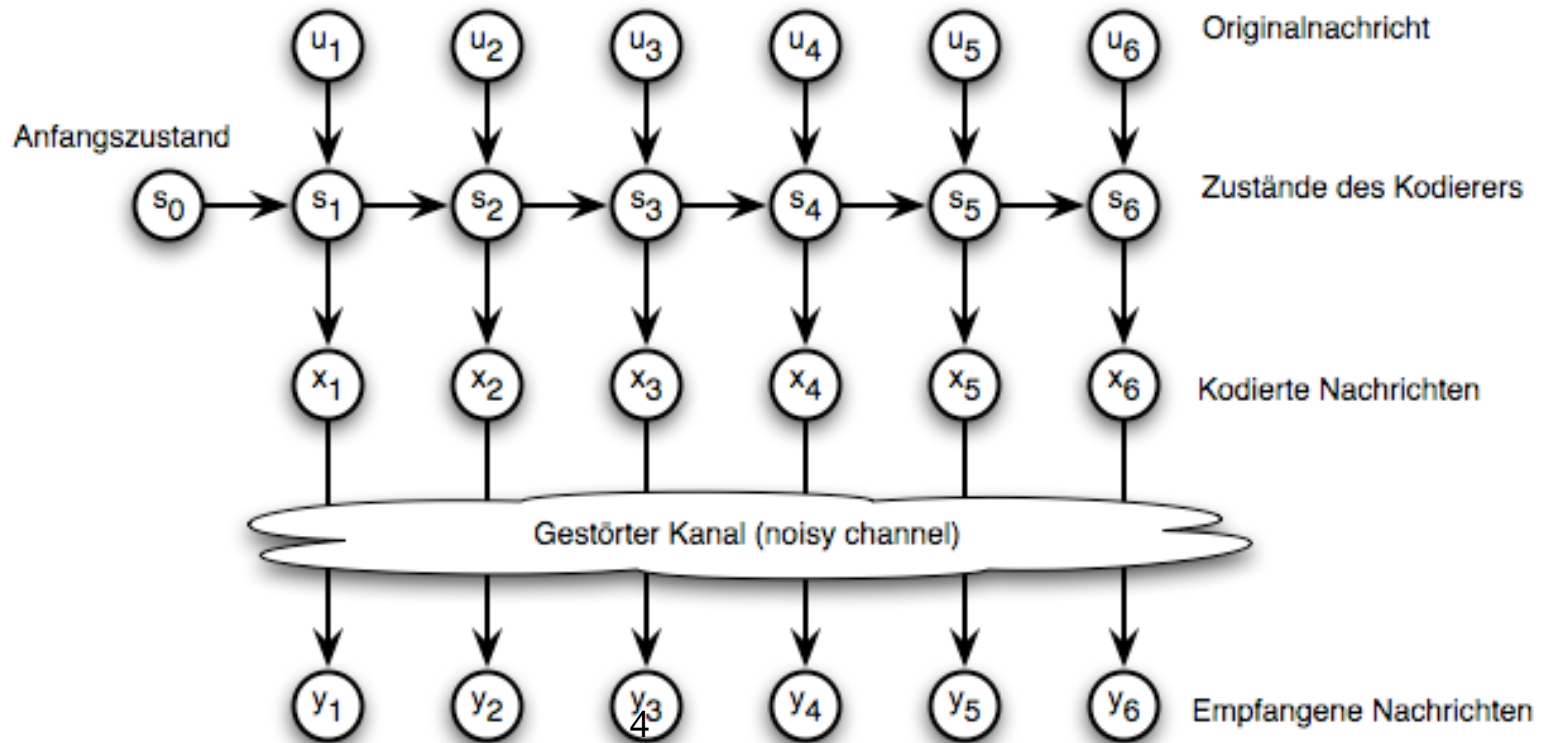 u1 u2 u3 u4 u5 u6 Originalnachricht
Anfangszustand
s0 s1 s2 s3 s4 s5 s6 Zustände des Kodierers
x1 x2 x3 x4 x5 x6 Kodierte Nachrichten
Gestörter Kanal (noisy channel)
y1 y2 y3 y4 y5 y6 Empfangene Nachrichten
4